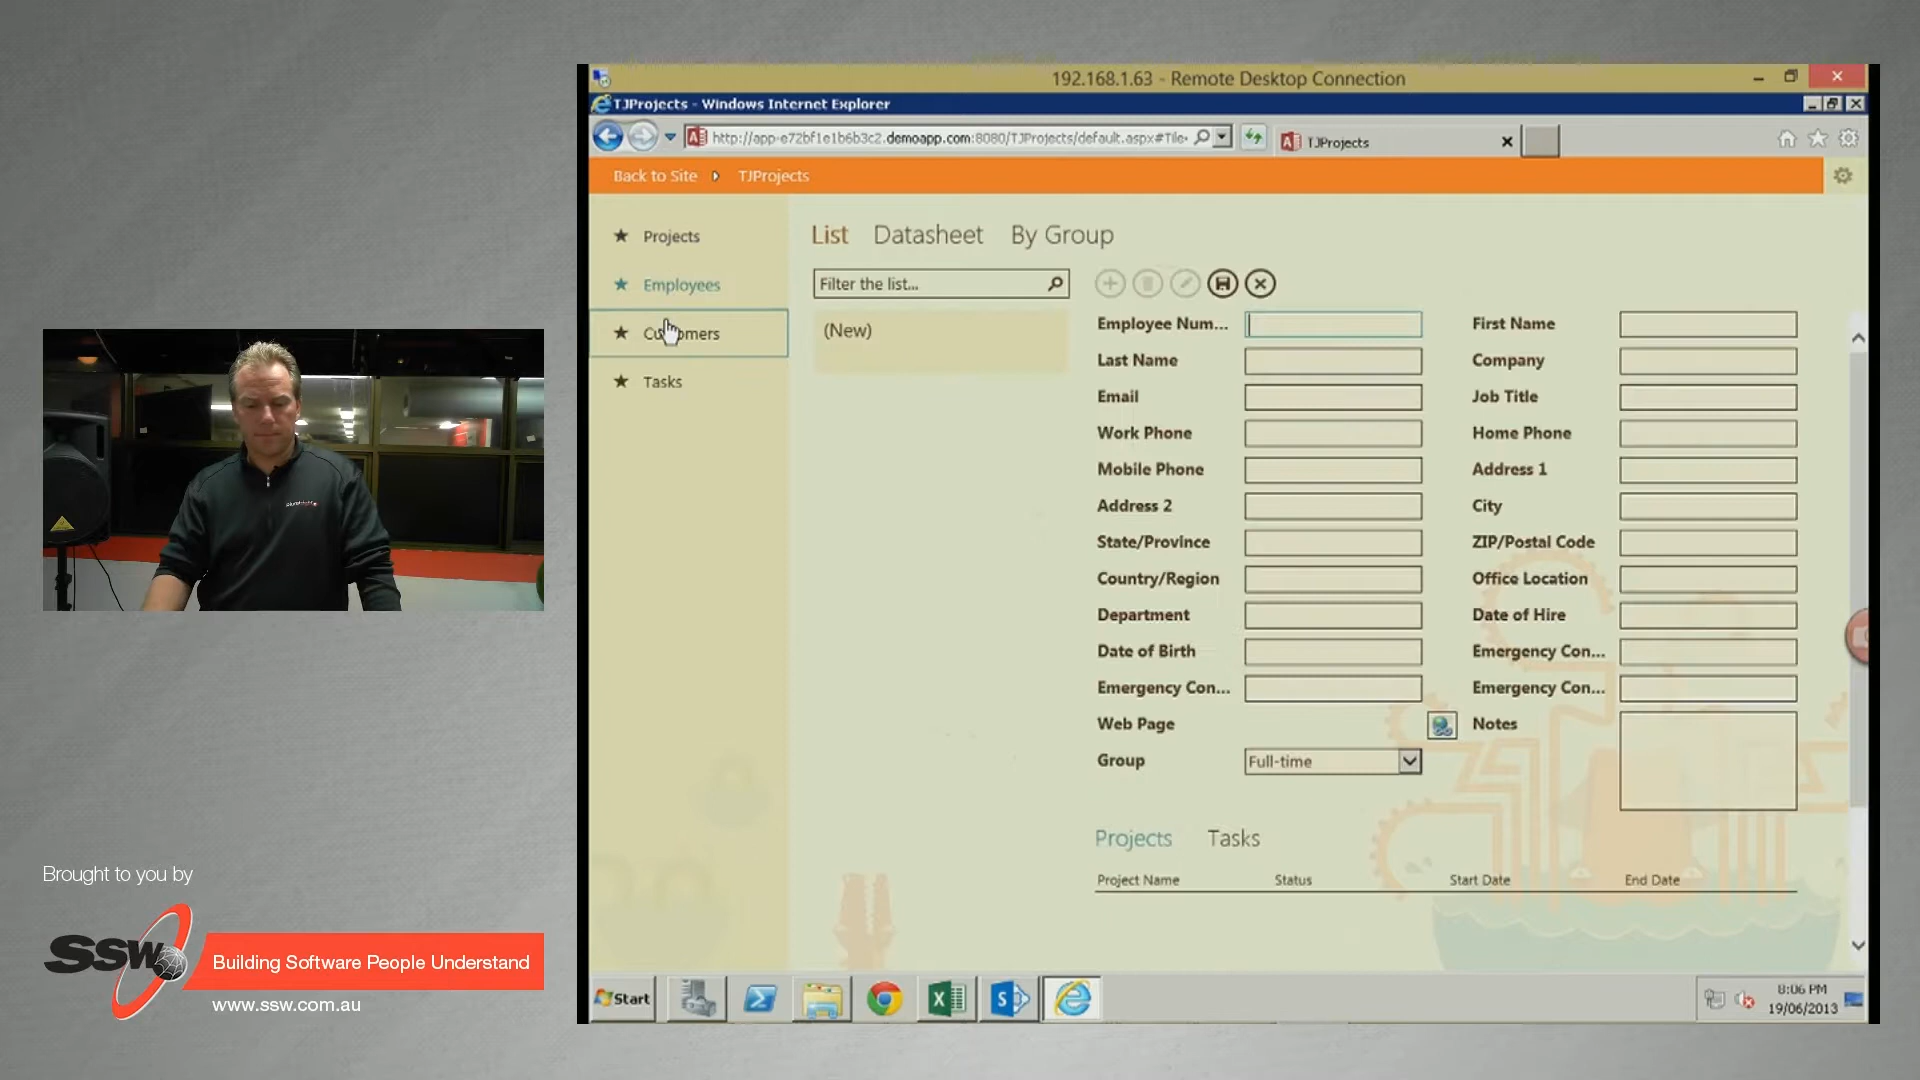 192.168.1.63 - Remote Desktop Connection
TJProjects - Windows Internet Explorer
http://app-e72bf1e1b6b3c2.demoapp.com:8080/TJProjects/default.aspx#Tile
TJProjects
Back to Site TJProjects
Projects
Employees
Customers
Tasks
List Datasheet By Group
Filter the list...
(New)
Employee Num... First Name
Last Name Company
Email Job Title
Work Phone Home Phone
Mobile Phone Address 1
Address 2 City
State/Province ZIP/Postal Code
Country/Region Office Location
Department Date of Hire
Date of Birth Emergency Con...
Emergency Con... Emergency Con...
Web Page Notes
Group Full-time
Projects Tasks
Project Name Status Start Date End Date
Start
8:06 PM
19/06/2013
Brought to you by
SSW
Building Software People Understand
www.ssw.com.au